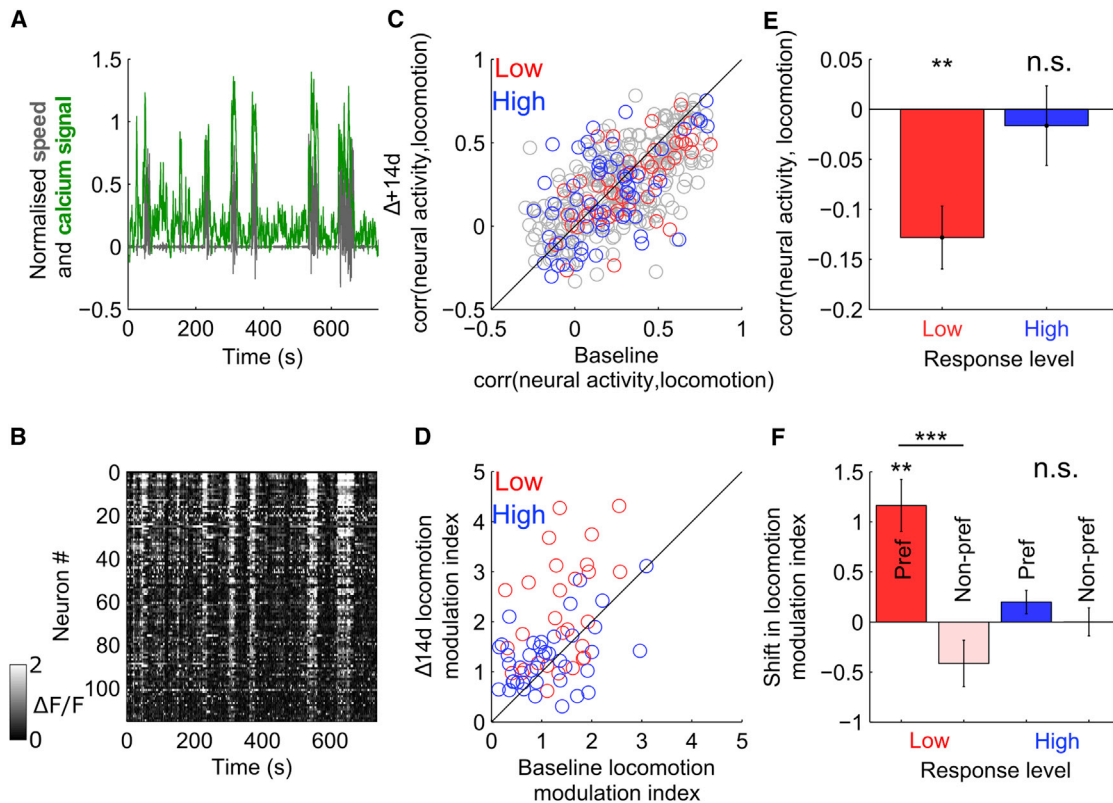 A
Normalised speed
and calcium signal
1.5
1
0.5
0
−0.5
0
200
400
600
Time (s)
B
Neuron #
0
20
40
60
80
100
2
ΔF/F
0
0
200
400
600
Time (s)
C
Low
High
Δ+14d
corr(neural activity,locomotion)
1
0.5
0
−0.5
−0.5
0
0.5
1
Baseline
corr(neural activity,locomotion)
D
Low
High
Δ14d locomotion
modulation index
5
4
3
2
1
0
0
1
2
3
4
5
Baseline locomotion
modulation index
E
corr(neural activity, locomotion)
0.05
0
−0.05
−0.1
−0.15
−0.2
**
n.s.
Low
High
Response level
F
Shift in locomotion
modulation index
1.5
1
0.5
0
−0.5
−1
***
**
n.s.
Pref
Non-pref
Pref
Non-pref
Low
High
Response level